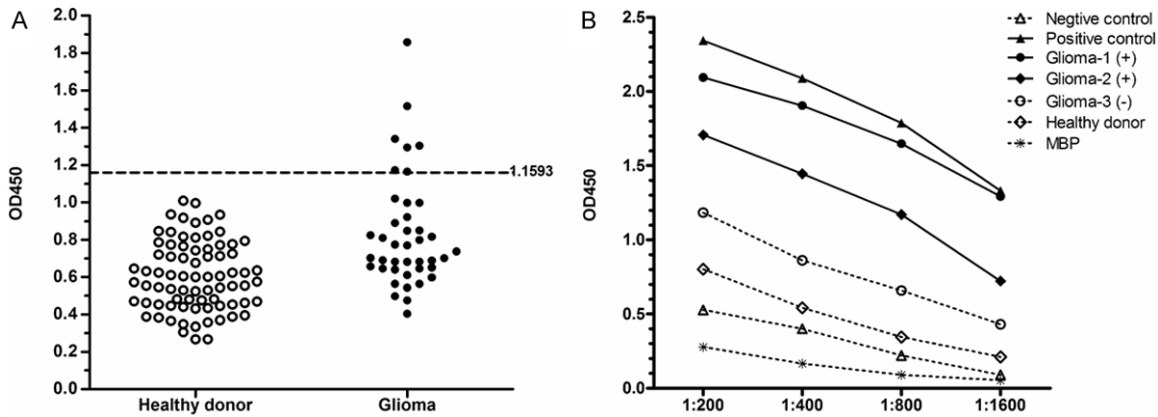 A
OD450
2.0
1.8
1.6
1.4
1.2
1.0
0.8
0.6
0.4
0.2
0.0
1.1593
Healthy donor Glioma
B
OD450
2.5
2.0
1.5
1.0
0.5
0.0
1:200 1:400 1:800 1:1600
Negtive control
Positive control
Glioma-1 (+)
Glioma-2 (+)
Glioma-3 (-)
Healthy donor
MBP